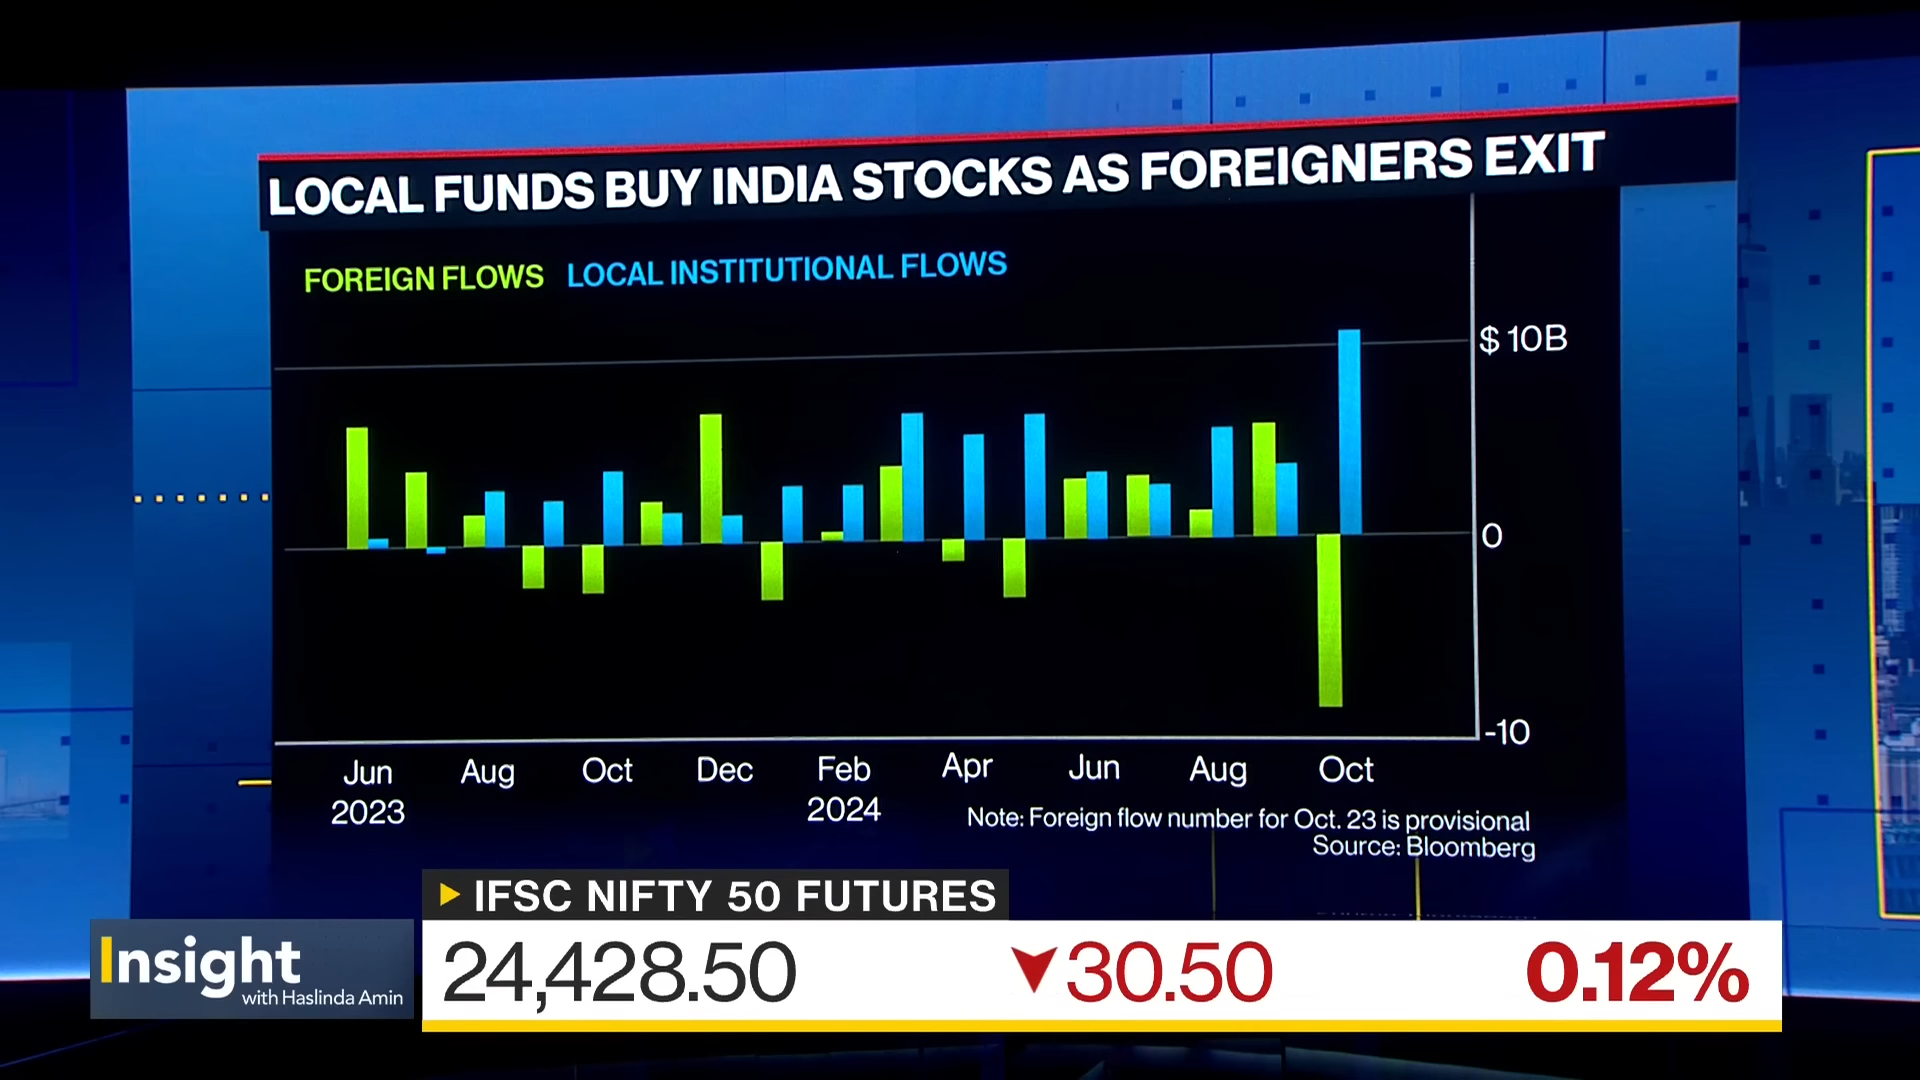 LOCAL FUNDS BUY INDIA STOCKS AS FOREIGNERS EXIT
FOREIGN FLOWS LOCAL INSTITUTIONAL FLOWS
$ 10B
0
-10
Jun Aug Oct Dec Feb Apr Jun Aug Oct
2023 2024
Note: Foreign flow number for Oct. 23 is provisional
Source: Bloomberg
IFSC NIFTY 50 FUTURES
24,428.50 30.50 0.12%
Insight
with Haslinda Amin